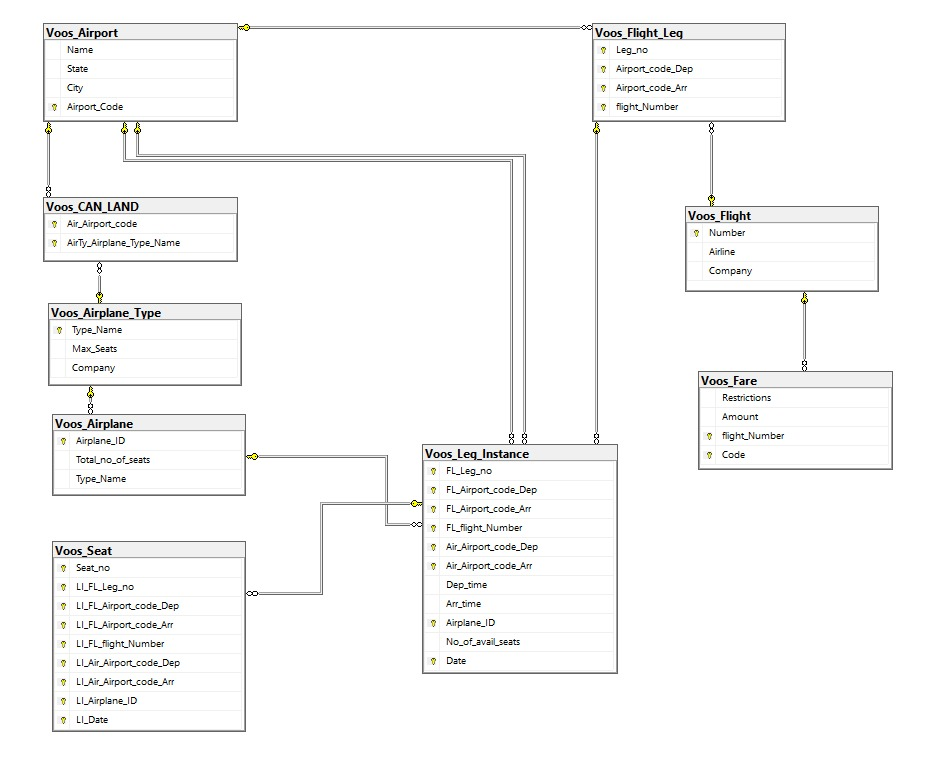 Voos_Airport
Name
State
City
Airport_Code
Voos_Flight_Leg
Leg_no
Airport_code_Dep
Airport_code_Arr
flight_Number
Voos_CAN_LAND
Air_Airport_code
AirTy_Airplane_Type_Name
Voos_Flight
Number
Airline
Company
Voos_Airplane_Type
Type_Name
Max_Seats
Company
Voos_Fare
Restrictions
Amount
flight_Number
Code
Voos_Airplane
Airplane_ID
Total_no_of_seats
Type_Name
Voos_Leg_Instance
FL_Leg_no
FL_Airport_code_Dep
FL_Airport_code_Arr
FL_flight_Number
Air_Airport_code_Dep
Air_Airport_code_Arr
Dep_time
Arr_time
Airplane_ID
No_of_avail_seats
Date
Voos_Seat
Seat_no
LI_FL_Leg_no
LI_FL_Airport_code_Dep
LI_FL_Airport_code_Arr
LI_FL_flight_Number
LI_Air_Airport_code_Dep
LI_Air_Airport_code_Arr
LI_Airplane_ID
LI_Date